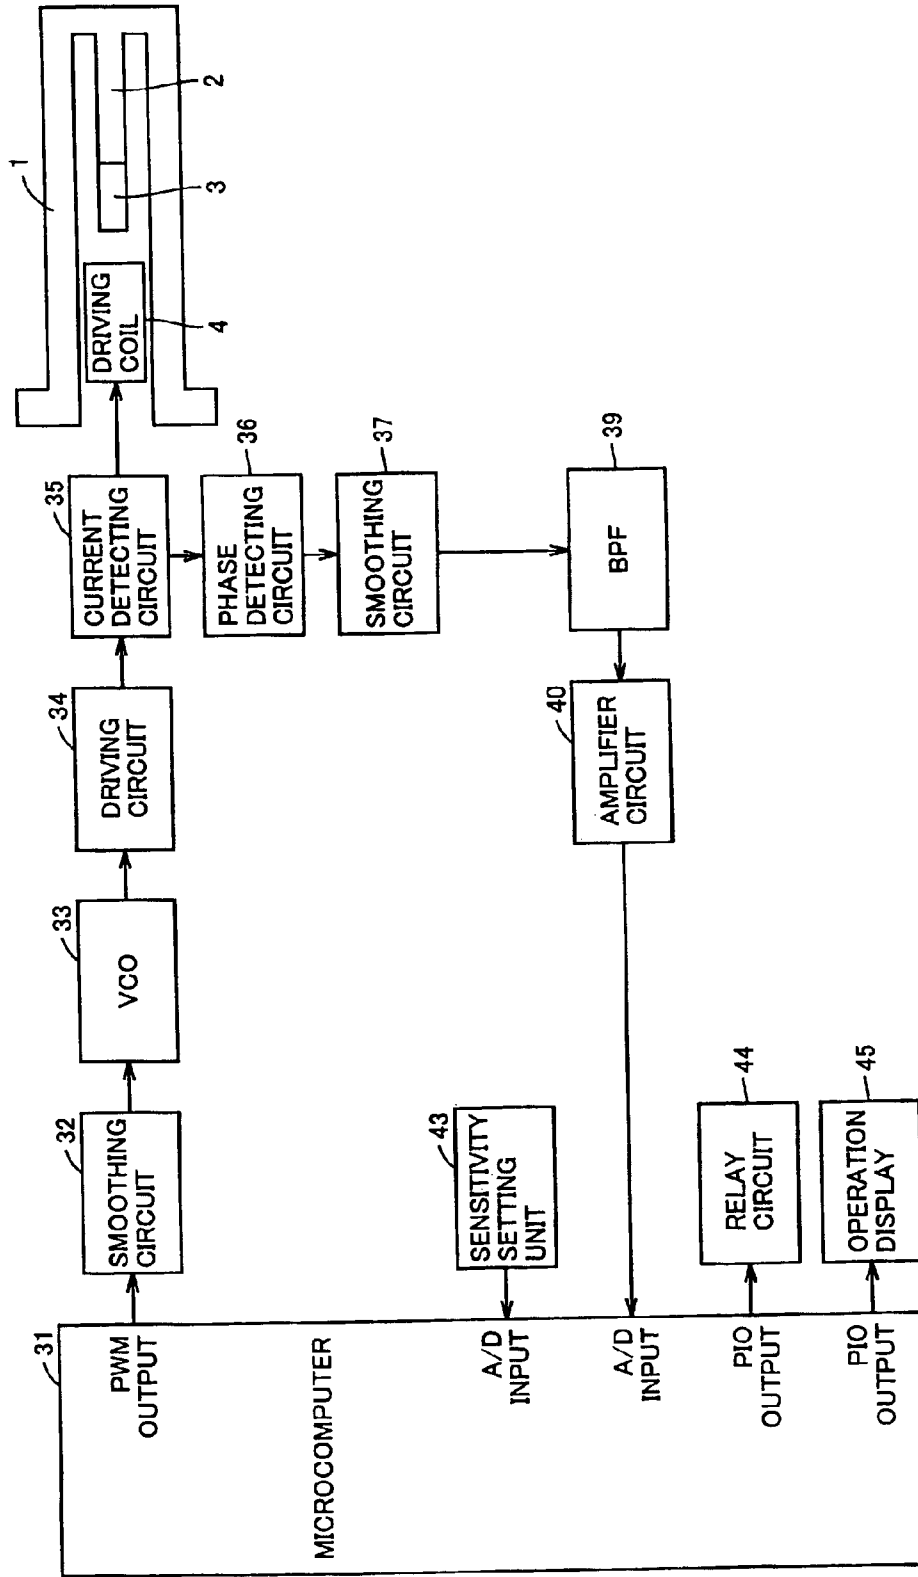 31
MICROCOMPUTER
PWM
OUTPUT
A/D
INPUT
A/D
INPUT
PIO
OUTPUT
PIO
OUTPUT
32
SMOOTHING
CIRCUIT
33
VCO
34
DRIVING
CIRCUIT
35
CURRENT
DETECTING
CIRCUIT
36
PHASE
DETECTING
CIRCUIT
37
SMOOTHING
CIRCUIT
39
BPF
40
AMPLIFIER
CIRCUIT
43
SENSITIVITY
SETTING
UNIT
44
RELAY
CIRCUIT
45
OPERATION
DISPLAY
DRIVING
COIL
4
1
3
2